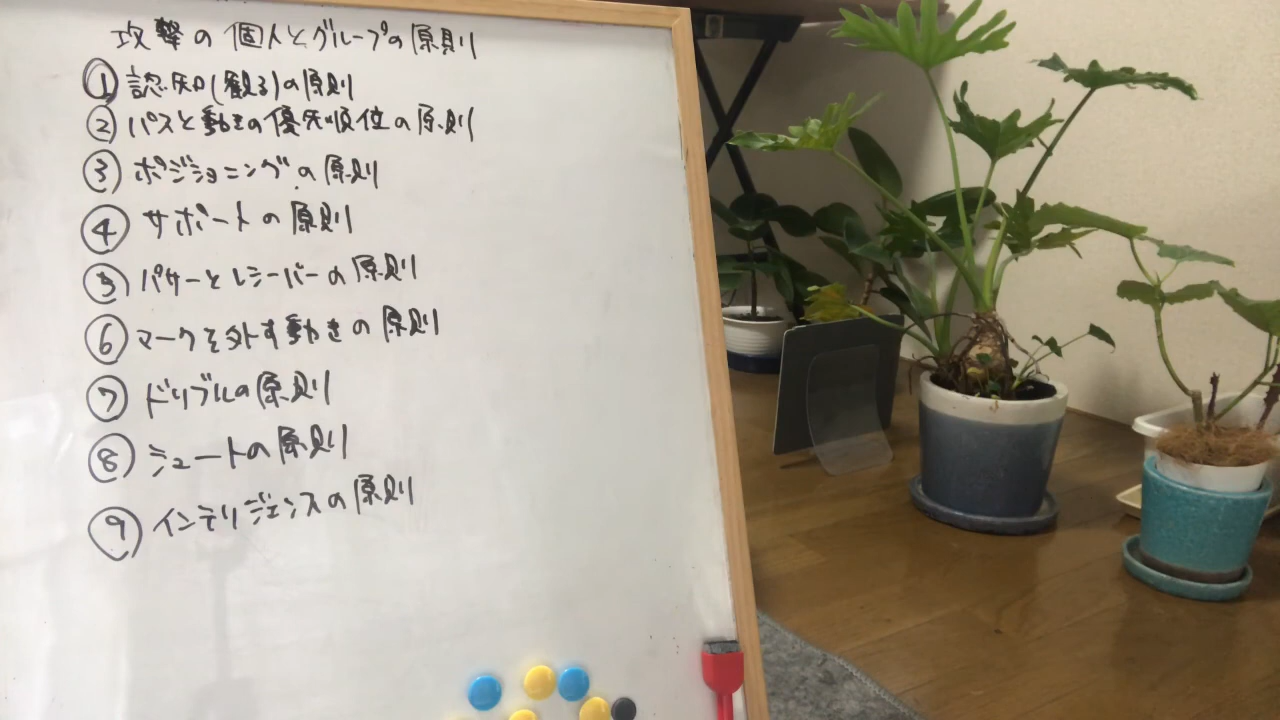 攻撃の個人とグループの原則
① 認知(観る)の原則
② パスと動きの優先順位の原則
③ ポジショニングの原則
④ サポートの原則
⑤ パサーとレシーバーの原則
⑥ マークを外す動きの原則
⑦ ドリブルの原則
⑧ シュートの原則
⑨ インテリジェンスの原則